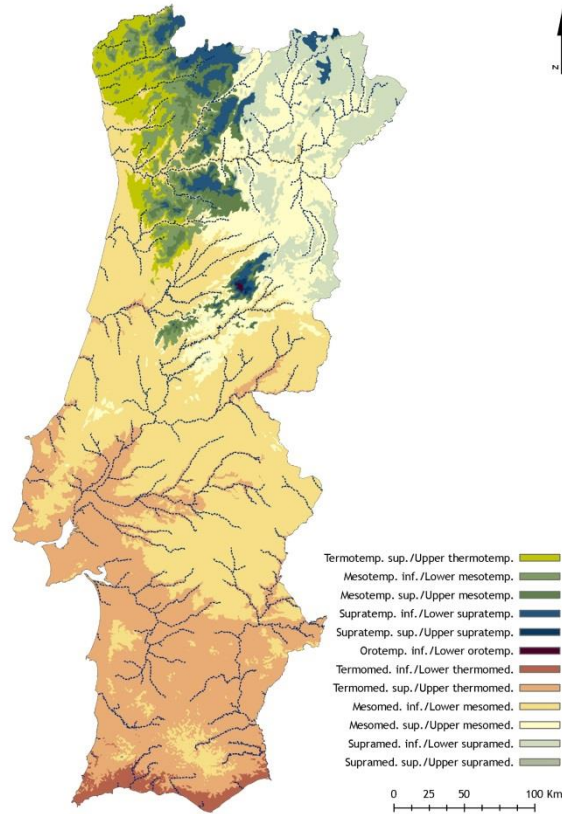 z
Termotemp. sup./Upper thermotemp.
Mesotemp. inf./Lower mesotemp.
Mesotemp. sup./Upper mesotemp.
Supratemp. inf./Lower supratemp.
Supratemp. sup./Upper supratemp.
Orotemp. inf./Lower orotemp.
Termomed. inf./Lower thermomed.
Termomed. sup./Upper thermomed.
Mesomed. inf./Lower mesomed.
Mesomed. sup./Upper mesomed.
Supramed. inf./Lower supramed.
Supramed. sup./Upper supramed.
0 25 50 100 Km